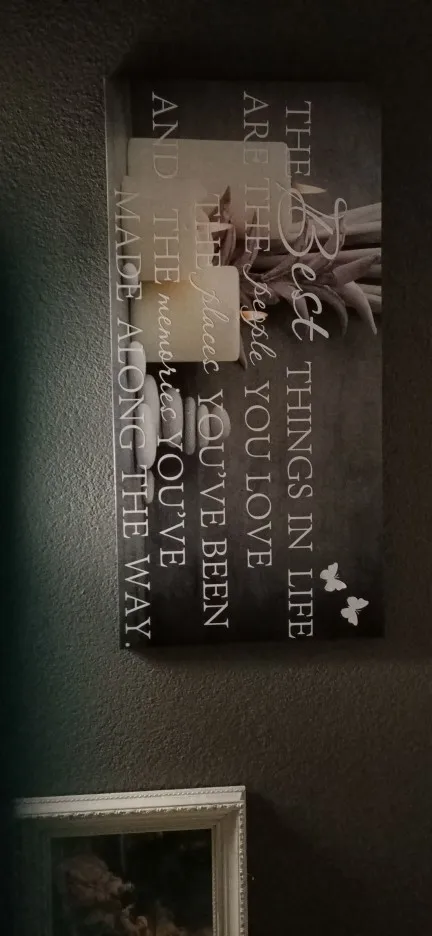 THE Best THINGS IN LIFE
ARE THE people YOU LOVE
THE places YOU'VE BEEN
AND THE memories YOU'VE
MADE ALONG THE WAY.